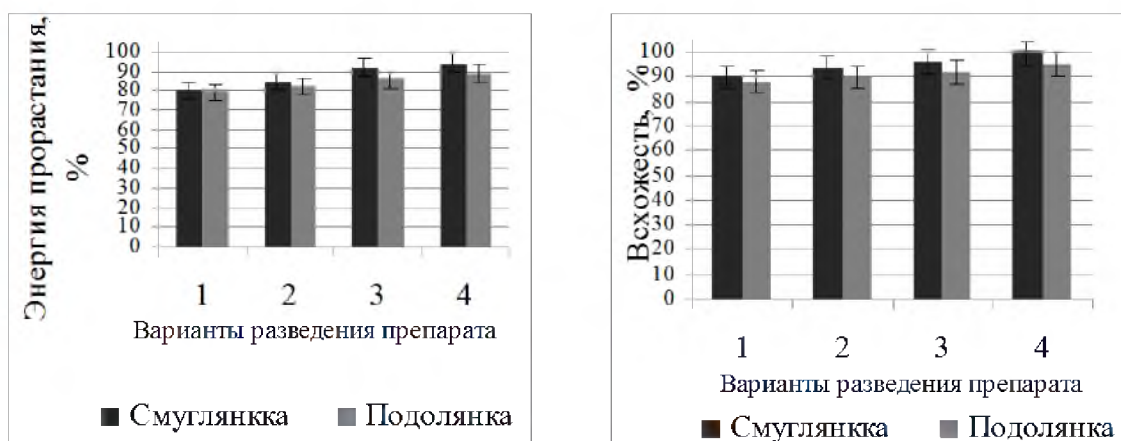 Энергия прорастания,
%
100
90
80
70
60
50
40
30
20
10
0
1 2 3 4
Варианты разведения препарата
Смуглянкка Подолянка
Всхожесть, %
100
90
80
70
60
50
40
30
20
10
0
1 2 3 4
Варианты разведения препарата
Смуглянкка Подолянка